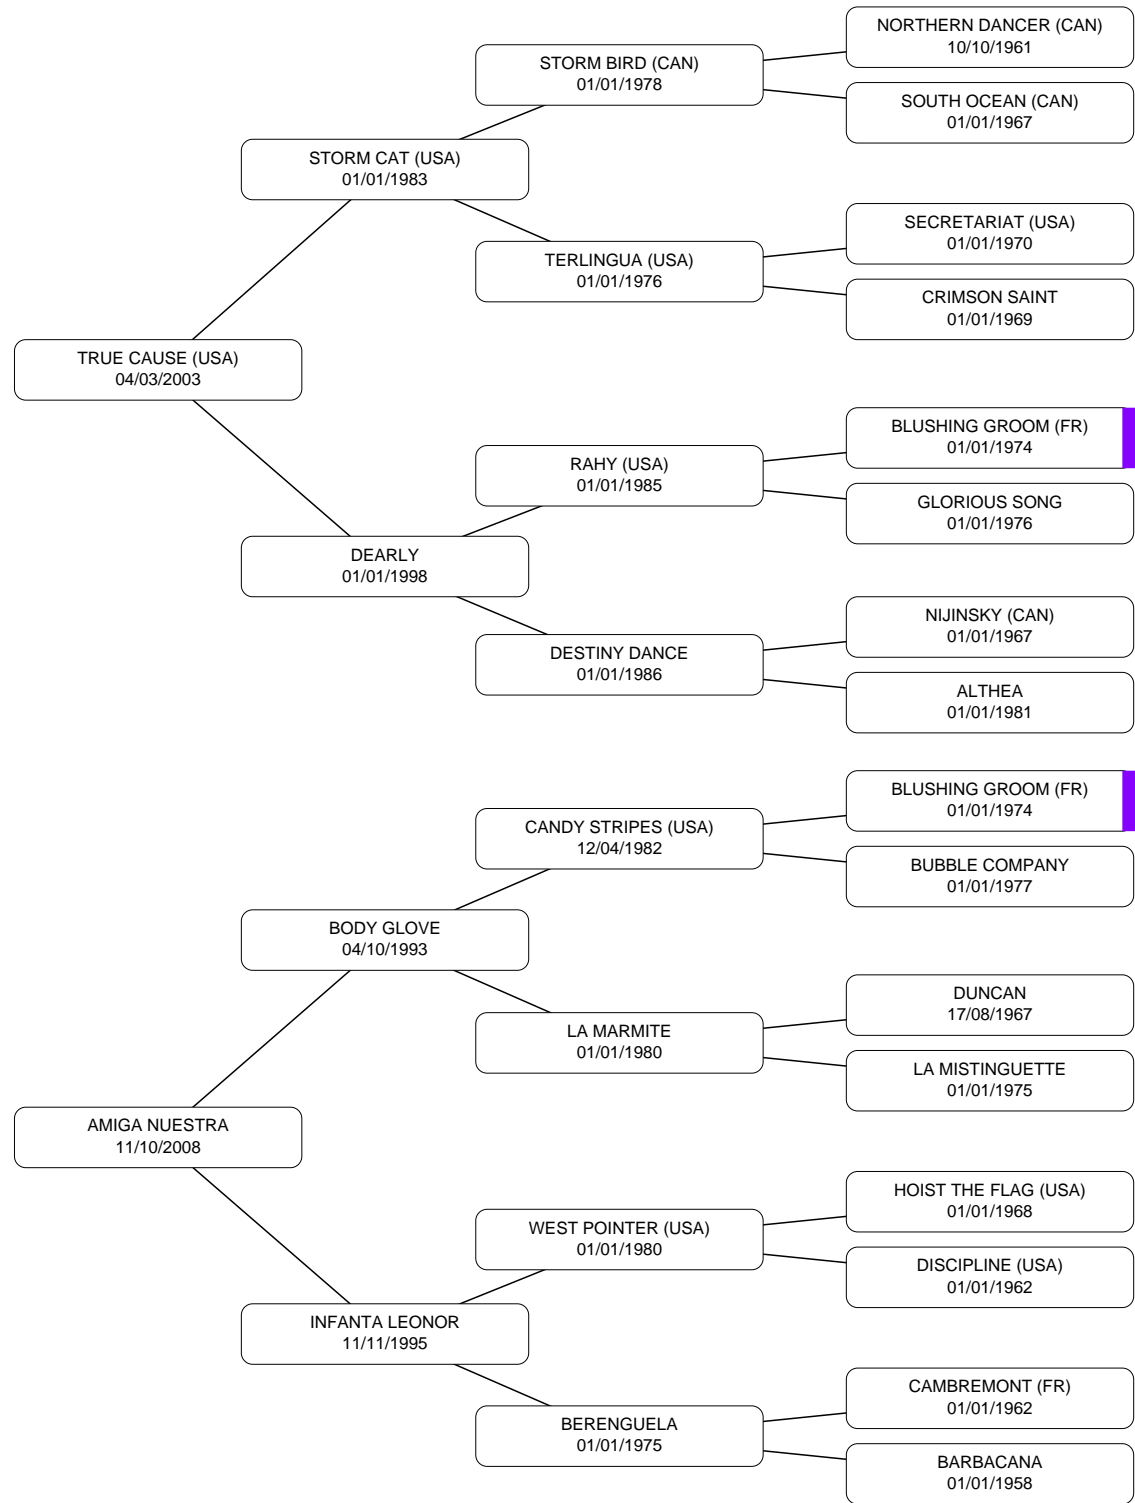 NORTHERN DANCER (CAN)
10/10/1961
STORM BIRD (CAN)
01/01/1978
SOUTH OCEAN (CAN)
01/01/1967
STORM CAT (USA)
01/01/1983
SECRETARIAT (USA)
01/01/1970
TERLINGUA (USA)
01/01/1976
CRIMSON SAINT
01/01/1969
TRUE CAUSE (USA)
04/03/2003
BLUSHING GROOM (FR)
01/01/1974
RAHY (USA)
01/01/1985
GLORIOUS SONG
01/01/1976
DEARLY
01/01/1998
NIJINSKY (CAN)
01/01/1967
DESTINY DANCE
01/01/1986
ALTHEA
01/01/1981
BLUSHING GROOM (FR)
01/01/1974
CANDY STRIPES (USA)
12/04/1982
BUBBLE COMPANY
01/01/1977
BODY GLOVE
04/10/1993
DUNCAN
17/08/1967
LA MARMITE
01/01/1980
LA MISTINGUETTE
01/01/1975
AMIGA NUESTRA
11/10/2008
HOIST THE FLAG (USA)
01/01/1968
WEST POINTER (USA)
01/01/1980
DISCIPLINE (USA)
01/01/1962
INFANTA LEONOR
11/11/1995
CAMBREMONT (FR)
01/01/1962
BERENGUELA
01/01/1975
BARBACANA
01/01/1958